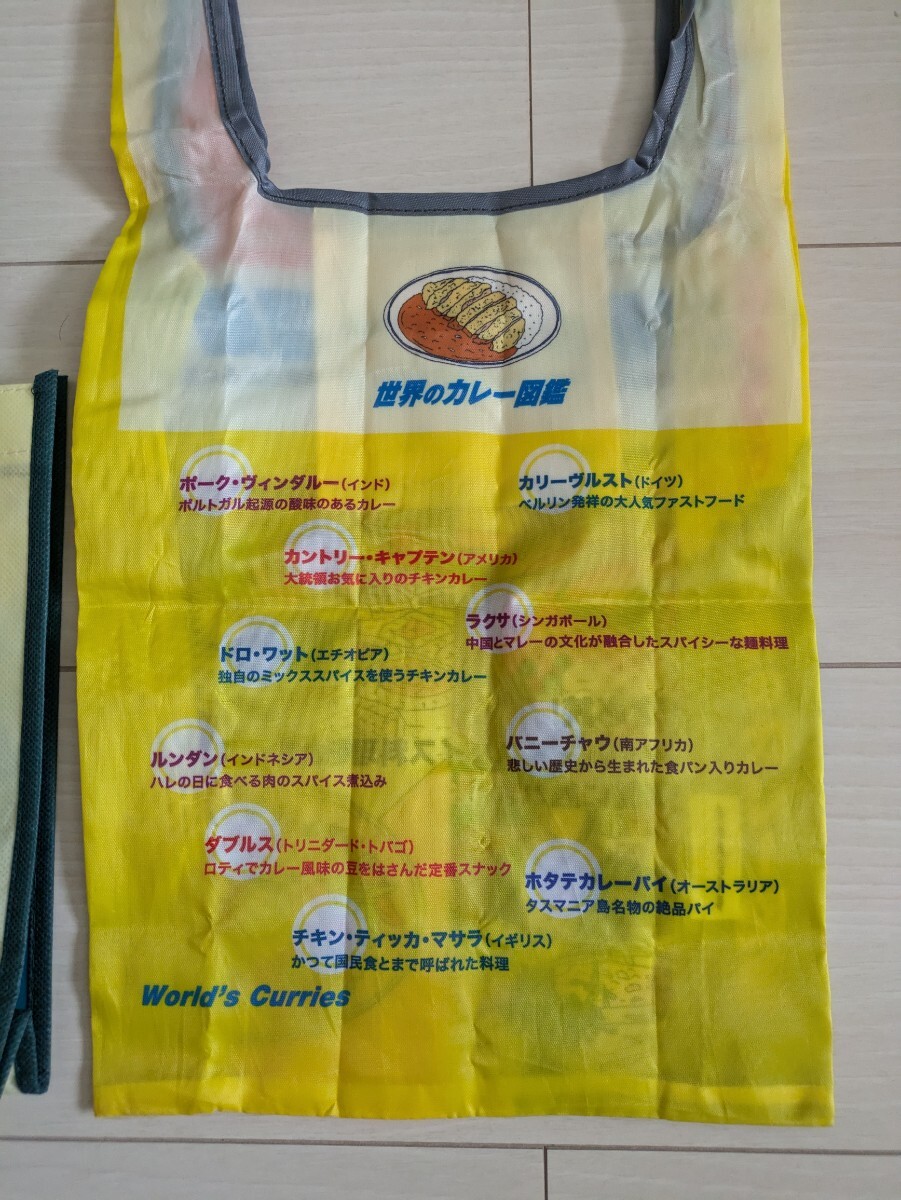 世界のカレー図鑑
ポーク・ヴィンダルー(インド)
ポルトガル起源の酸味のあるカレー
カリーヴルスト(ドイツ)
ベルリン発祥の大人気ファストフード
カントリー・キャプテン(アメリカ)
大統領お気に入りのチキンカレー
ラクサ(シンガポール)
中国とマレーの文化が融合したスパイシーな麺料理
ドロ・ワット(エチオピア)
独自のミックススパイスを使うチキンカレー
ルンダン(インドネシア)
ハレの日に食べる肉のスパイス煮込み
バニーチャウ(南アフリカ)
悲しい歴史から生まれた食パン入りカレー
ダブルス(トリニダード・トバゴ)
ロティでカレー風味の豆をはさんだ定番スナック
ホタテカレーパイ(オーストラリア)
タスマニア島名物の絶品パイ
チキン・ティッカ・マサラ(イギリス)
かつて国民食とまで呼ばれた料理
World's Curries